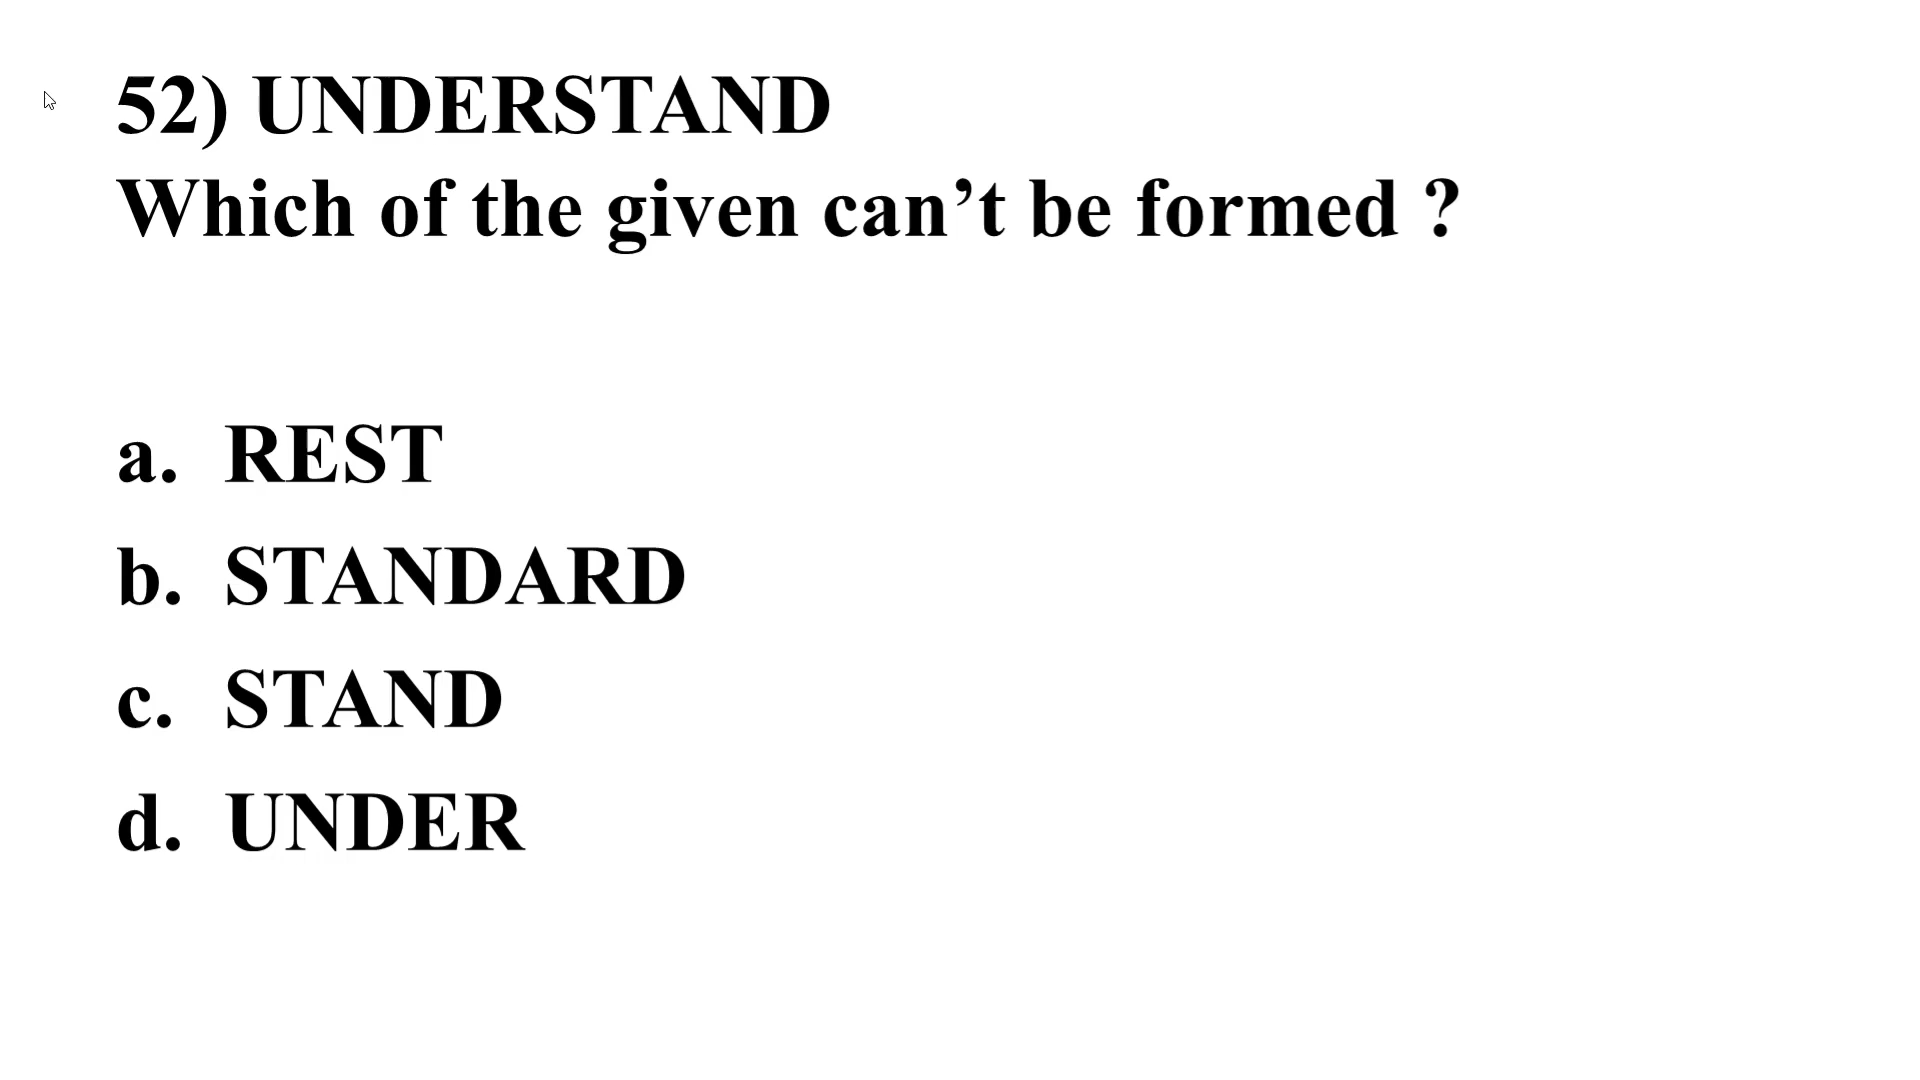 52) UNDERSTAND
Which of the given can’t be formed ?
a. REST
b. STANDARD
c. STAND
d. UNDER